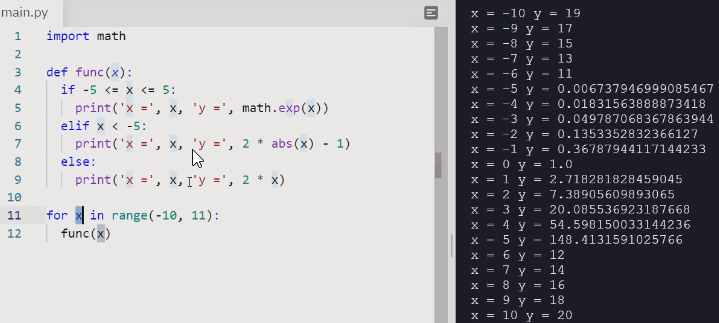 main.py
1 import math
2
3 def func(x):
4 if -5 <= x <= 5:
5 print('x =', x, 'y =', math.exp(x))
6 elif x < -5:
7 print('x =', x, 'y =', 2 * abs(x) - 1)
8 else:
9 print('x =', x, 'y =', 2 * x)
10
11 for x in range(-10, 11):
12 func(x)
x = -10 y = 19
x = -9 y = 17
x = -8 y = 15
x = -7 y = 13
x = -6 y = 11
x = -5 y = 0.006737946999085467
x = -4 y = 0.01831563888873418
x = -3 y = 0.049787068367863944
x = -2 y = 0.1353352832366127
x = -1 y = 0.36787944117144233
x = 0 y = 1.0
x = 1 y = 2.718281828459045
x = 2 y = 7.38905609893065
x = 3 y = 20.085536923187668
x = 4 y = 54.598150033144236
x = 5 y = 148.4131591025766
x = 6 y = 12
x = 7 y = 14
x = 8 y = 16
x = 9 y = 18
x = 10 y = 20